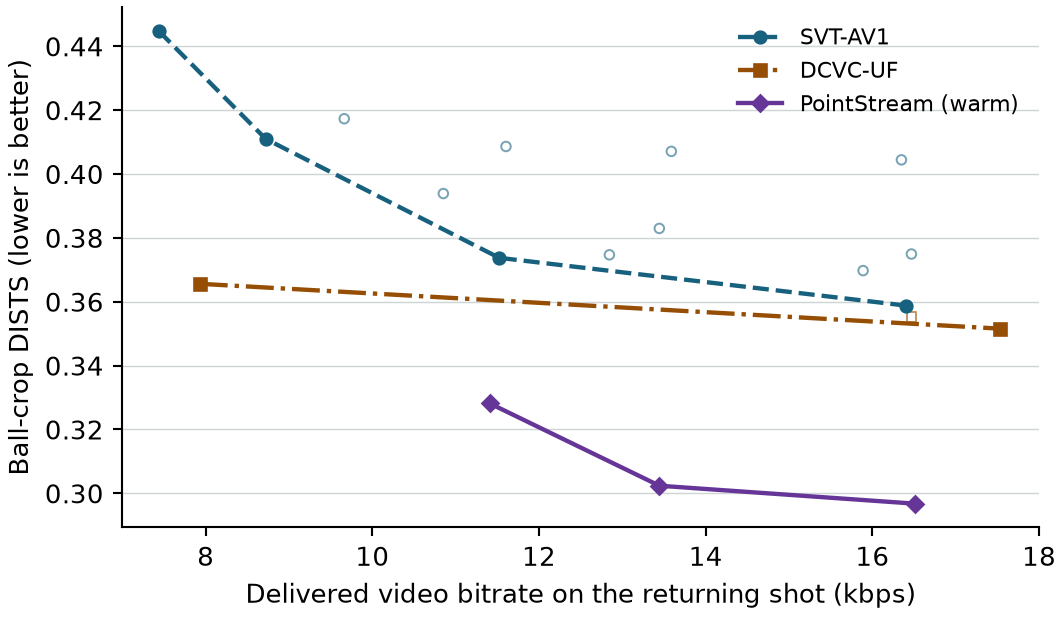 0.44
0.42
0.40
0.38
0.36
0.34
0.32
0.30
Ball-crop DISTS (lower is better)
SVT-AV1
DCVC-UF
PointStream (warm)
8 10 12 14 16 18
Delivered video bitrate on the returning shot (kbps)